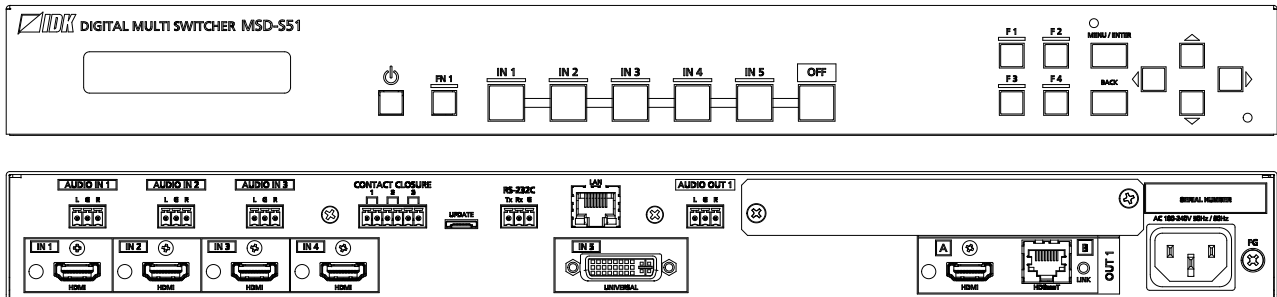 IDK DIGITAL MULTI SWITCHER MSD-S51
FN 1
IN 1 IN 2 IN 3 IN 4 IN 5 OFF
F 1 F 2 MENU / ENTER
F 3 F 4 BACK
AUDIO IN 1 AUDIO IN 2 AUDIO IN 3 CONTACT CLOSURE RS-232C LAN AUDIO OUT 1
L G R L G R L G R 1 2 3 Tx Rx G L G R
SERIAL NUMBER
UPDATE
AC 100-240V 50Hz / 60Hz
IN 1 IN 2 IN 3 IN 4 IN 5 A B FG
OUT 1
LINK
HDMI HDMI HDMI HDMI UNIVERSAL HDMI HDBaseT